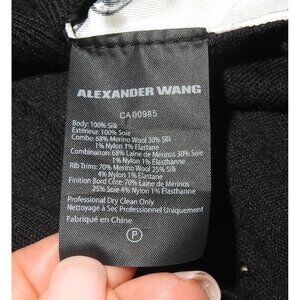 ALEXANDER WANG
CA00985
Body: 100% Silk
Extérieur: 100% Soie
Combo: 68% Merino Wool 30% Silk
1% Nylon 1% Elastane
Combinaison: 68% Laine de Mérinos 30% Soie
1% Nylon 1% Élasthanne
Rib Trims: 70% Merino Wool 25% Silk
4% Nylon 1% Elastane
Finition Bord Côte: 70% Laine de Mérinos
25% Soie 4% Nylon 1% Élasthanne
Professional Dry Clean Only
Nettoyage à Sec Professionnel Uniquement
Fabriqué en Chine
P